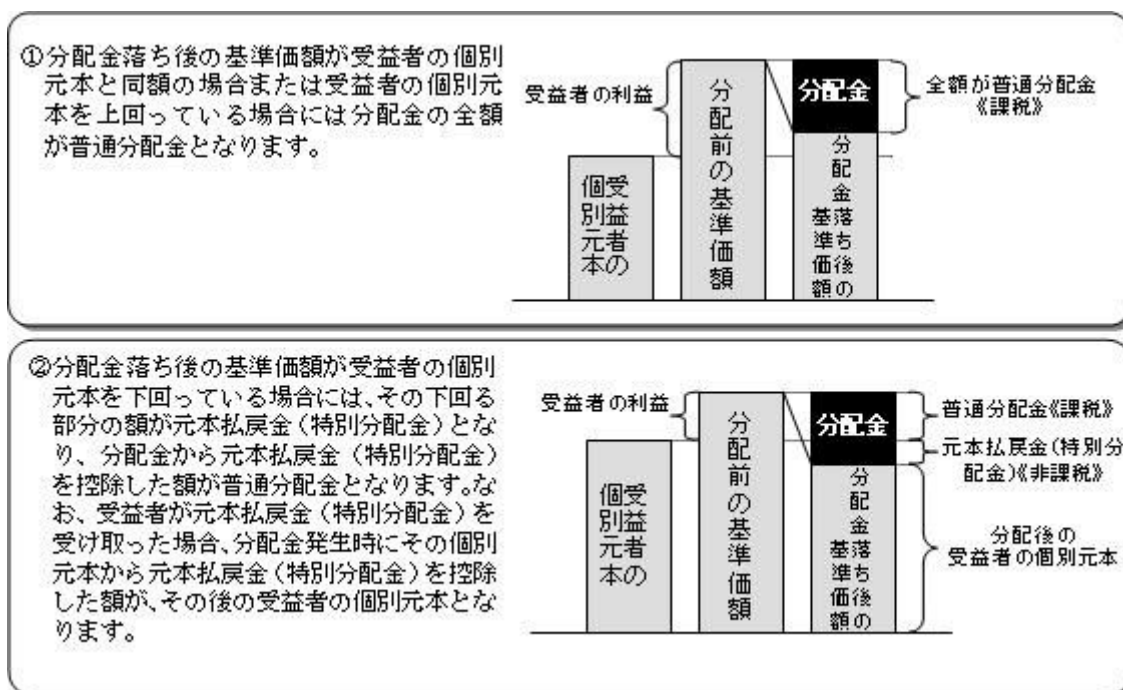 ①分配金落ち後の基準価額が受益者の個別
元本と同額の場合または受益者の個別元
本を上回っている場合には分配金の全額
が普通分配金となります。
受益者の利益
個別元本の受益者の
分配前の基準価額
分配金
分配金落ち後の基準価額
全額が普通分配金
《課税》
②分配金落ち後の基準価額が受益者の個別
元本を下回っている場合には、その下回る
部分の額が元本払戻金（特別分配金）とな
り、分配金から元本払戻金（特別分配金）
を控除した額が普通分配金となります。な
お、受益者が元本払戻金（特別分配金）を
受け取った場合、分配金発生時にその個別
元本から元本払戻金（特別分配金）を控除
した額が、その後の受益者の個別元本とな
ります。
受益者の利益
受益者の
個別元本
分配前の基準価額
分配金
分配金落ち後の
基準価額
普通分配金《課税》
元本払戻金（特別分
配金）《非課税》
分配後の
受益者の個別元本